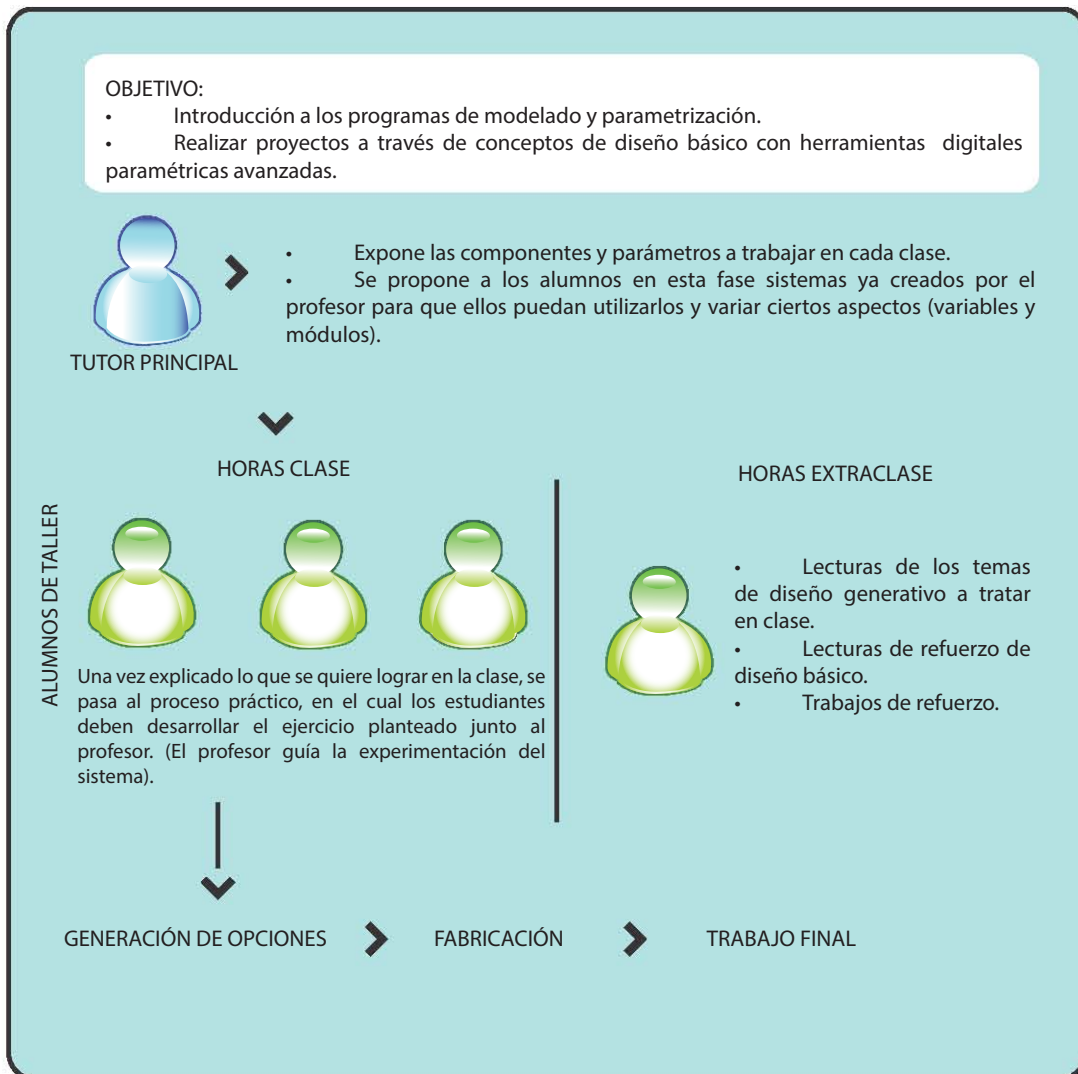 OBJETIVO:
• Introducción a los programas de modelado y parametrización.
• Realizar proyectos a través de conceptos de diseño básico con herramientas digitales
paramétricas avanzadas.
• Expone las componentes y parámetros a trabajar en cada clase.
• Se propone a los alumnos en esta fase sistemas ya creados por el
profesor para que ellos puedan utilizarlos y variar ciertos aspectos (variables y
módulos).
TUTOR PRINCIPAL
HORAS CLASE
HORAS EXTRACLASE
ALUMNOS DE TALLER
Una vez explicado lo que se quiere lograr en la clase, se
pasa al proceso práctico, en el cual los estudiantes
deben desarrollar el ejercicio planteado junto al
profesor. (El profesor guía la experimentación del
sistema).
• Lecturas de los temas
de diseño generativo a tratar
en clase.
• Lecturas de refuerzo de
diseño básico.
• Trabajos de refuerzo.
GENERACIÓN DE OPCIONES
FABRICACIÓN
TRABAJO FINAL